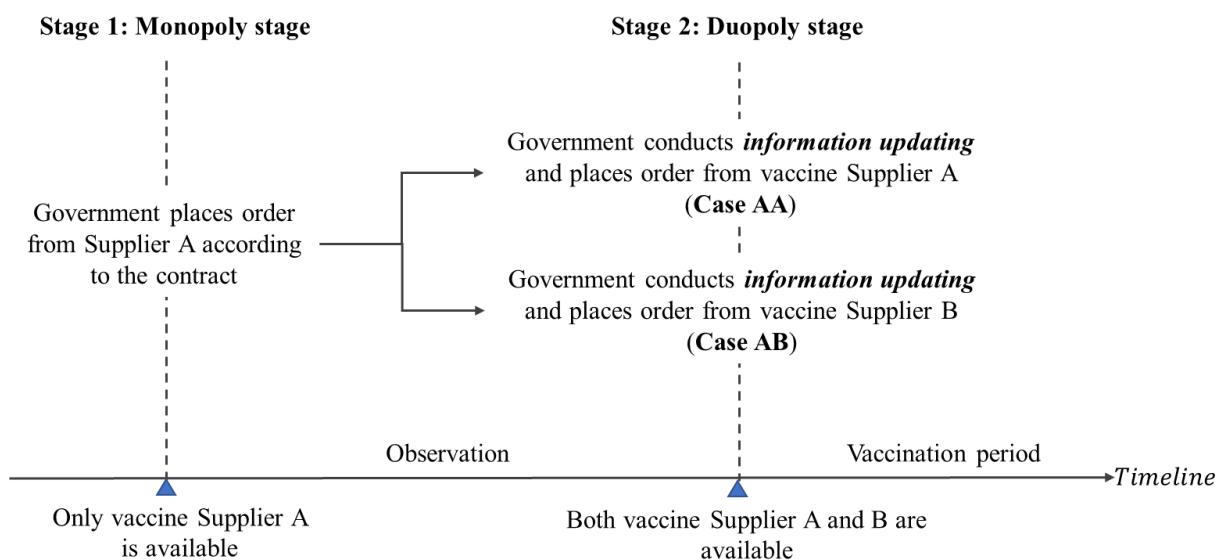 Stage 1: Monopoly stage
Stage 2: Duopoly stage
Government places order
from Supplier A according
to the contract
Government conducts information updating
and places order from vaccine Supplier A
(Case AA)
Government conducts information updating
and places order from vaccine Supplier B
(Case AB)
Observation
Vaccination period
Timeline
Only vaccine Supplier A
is available
Both vaccine Supplier A and B are
available